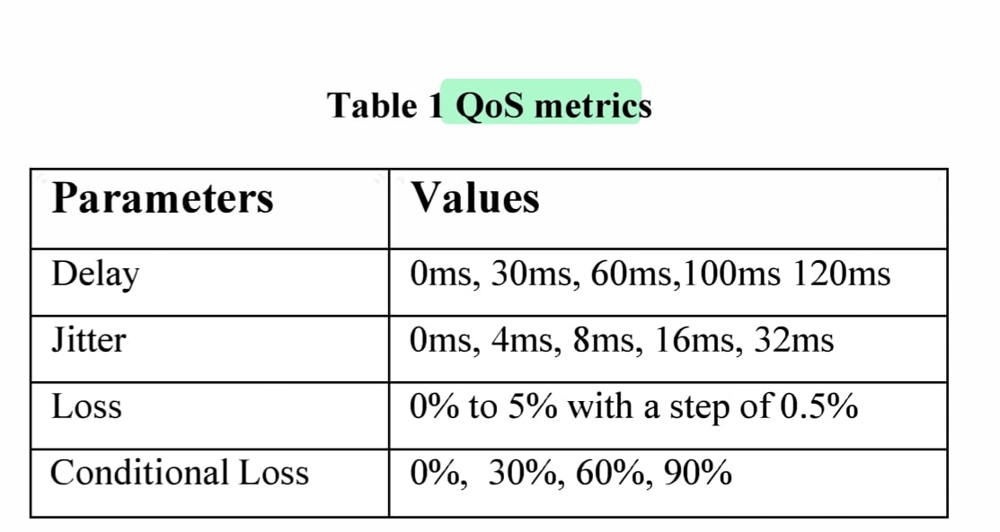 Table 1 QoS metrics
Parameters Values
Delay 0ms, 30ms, 60ms,100ms 120ms
Jitter 0ms, 4ms, 8ms, 16ms, 32ms
Loss 0% to 5% with a step of 0.5%
Conditional Loss 0%,  30%, 60%, 90%